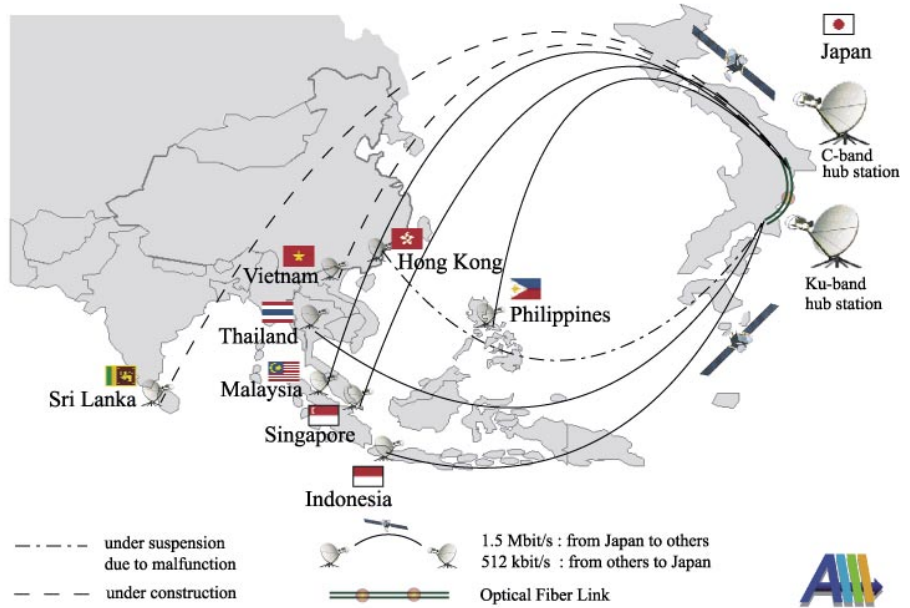 Japan
C-band
hub station
Ku-band
hub station
Vietnam
Hong Kong
Thailand
Philippines
Sri Lanka
Malaysia
Singapore
Indonesia
under suspension
due to malfunction
under construction
1.5 Mbit/s : from Japan to others
512 kbit/s : from others to Japan
Optical Fiber Link
AIII